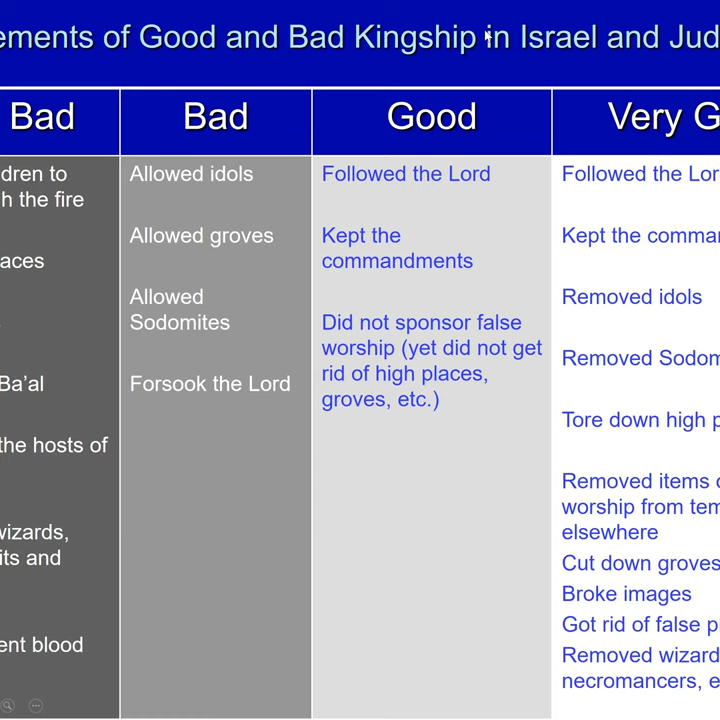 ements of Good and Bad Kingship in Israel and Jud
Bad
Bad
Good
Very G
dren to
h the fire
aces
Ba’al
the hosts of
wizards,
its and
ent blood
Allowed idols
Allowed groves
Allowed
Sodomites
Forsook the Lord
Followed the Lord
Kept the
commandments
Did not sponsor false
worship (yet did not get
rid of high places,
groves, etc.)
Followed the Lor
Kept the comma
Removed idols
Removed Sodom
Tore down high p
Removed items o
worship from tem
elsewhere
Cut down groves
Broke images
Got rid of false p
Removed wizard
necromancers, e